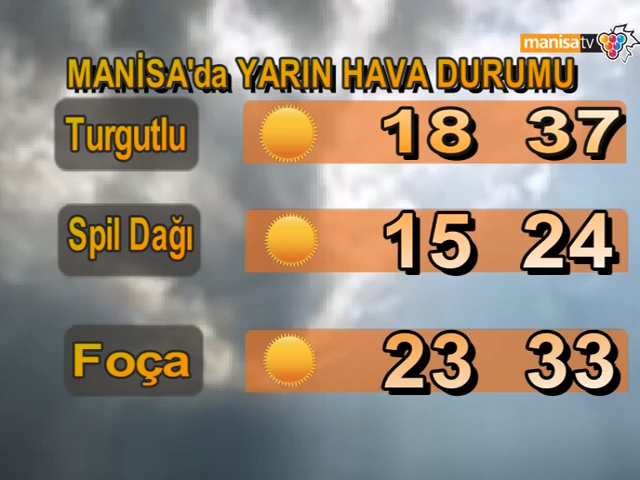 manisatv
MANİSA'da YARIN HAVA DURUMU
Turgutlu 18 37
Spil Dağı 15 24
Foça 23 33